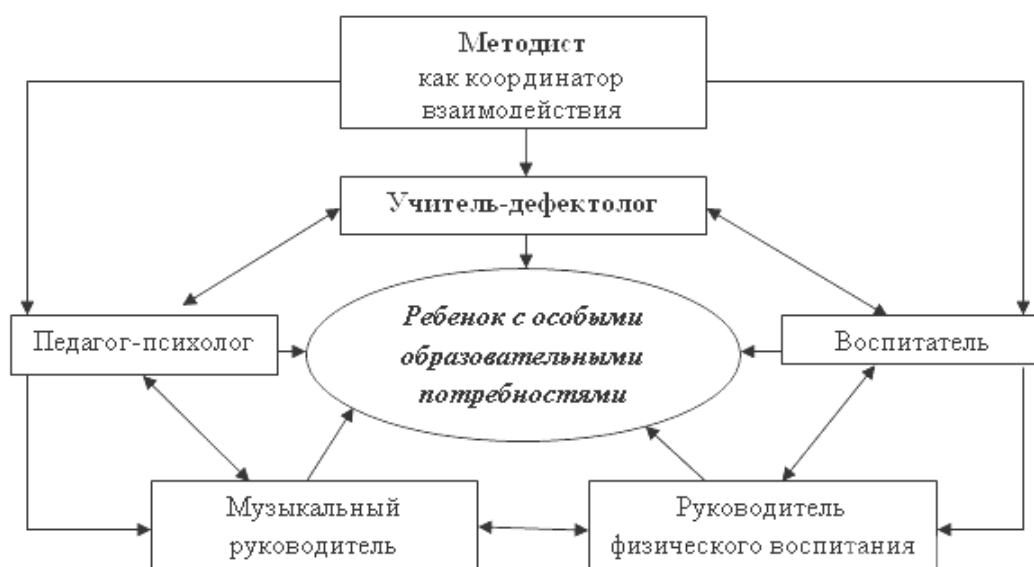 Методист
как координатор
взаимодействия
Учитель-дефектолог
Ребенок с особыми
образовательными
потребностями
Педагог-психолог
Воспитатель
Музыкальный
руководитель
Руководитель
физического воспитания